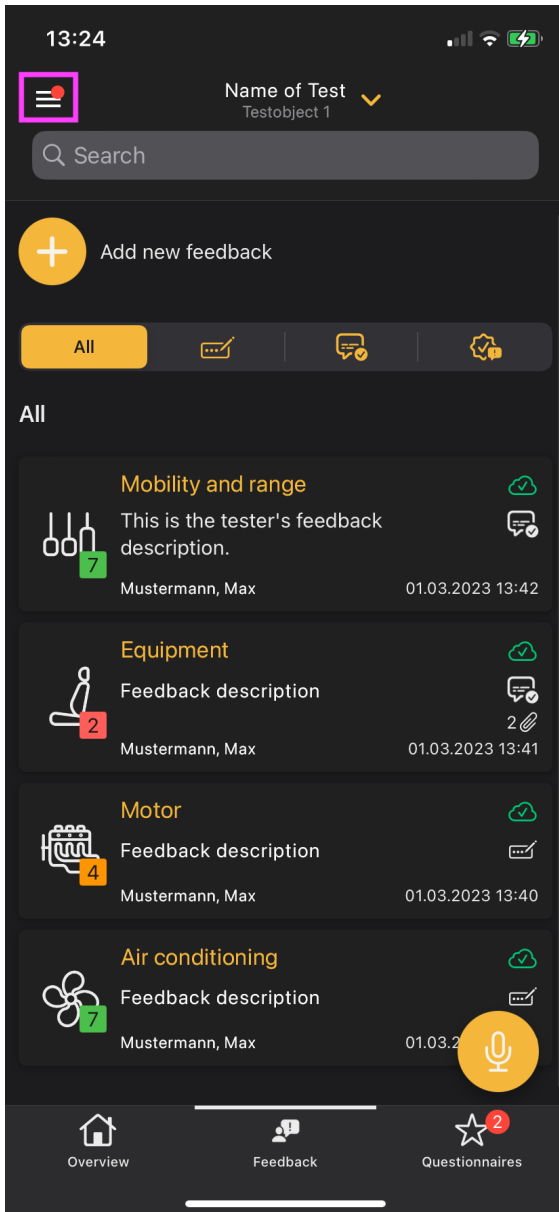 13:24
Name of Test
Testobject 1
Search
Add new feedback
All
All
Mobility and range
This is the tester's feedback
description.
7
Mustermann, Max 01.03.2023 13:42
Equipment
Feedback description
2
2
Mustermann, Max 01.03.2023 13:41
Motor
Feedback description
4
Mustermann, Max 01.03.2023 13:40
Air conditioning
Feedback description
7
Mustermann, Max 01.03.2
2
Overview Feedback Questionnaires